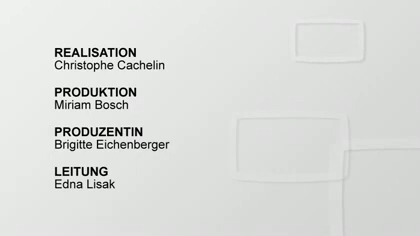 REALISATION
Christophe Cachelin
PRODUKTION
Miriam Bosch
PRODUZENTIN
Brigitte Eichenberger
LEITUNG
Edna Lisak